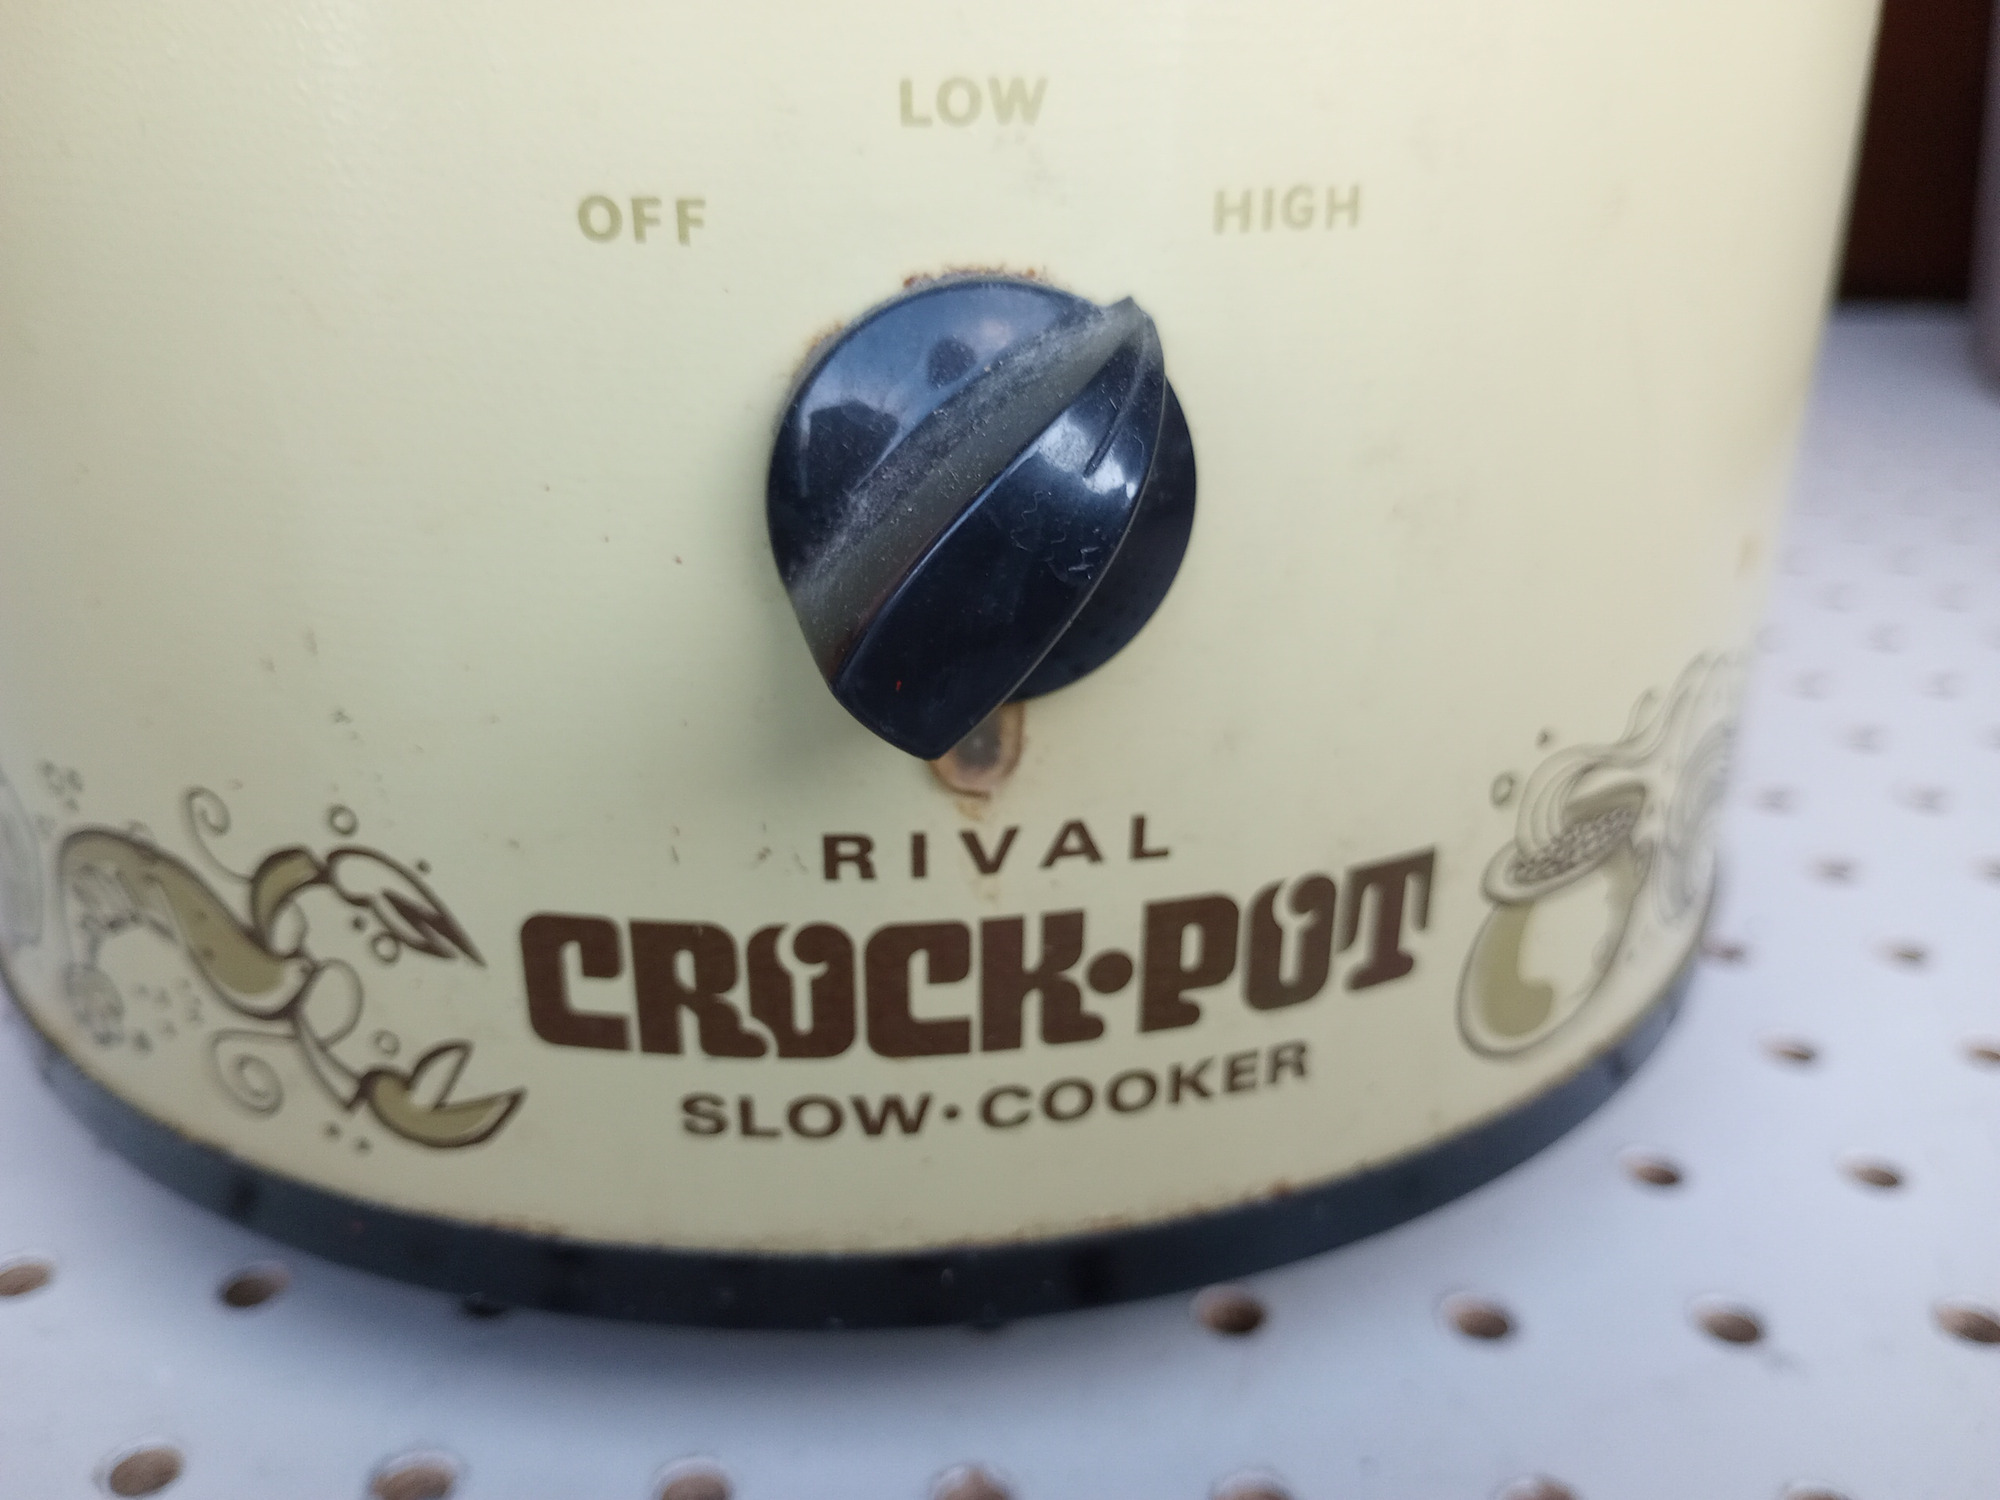 LOW
OFF HIGH
RIVAL
CROCK•POT
SLOW•COOKER